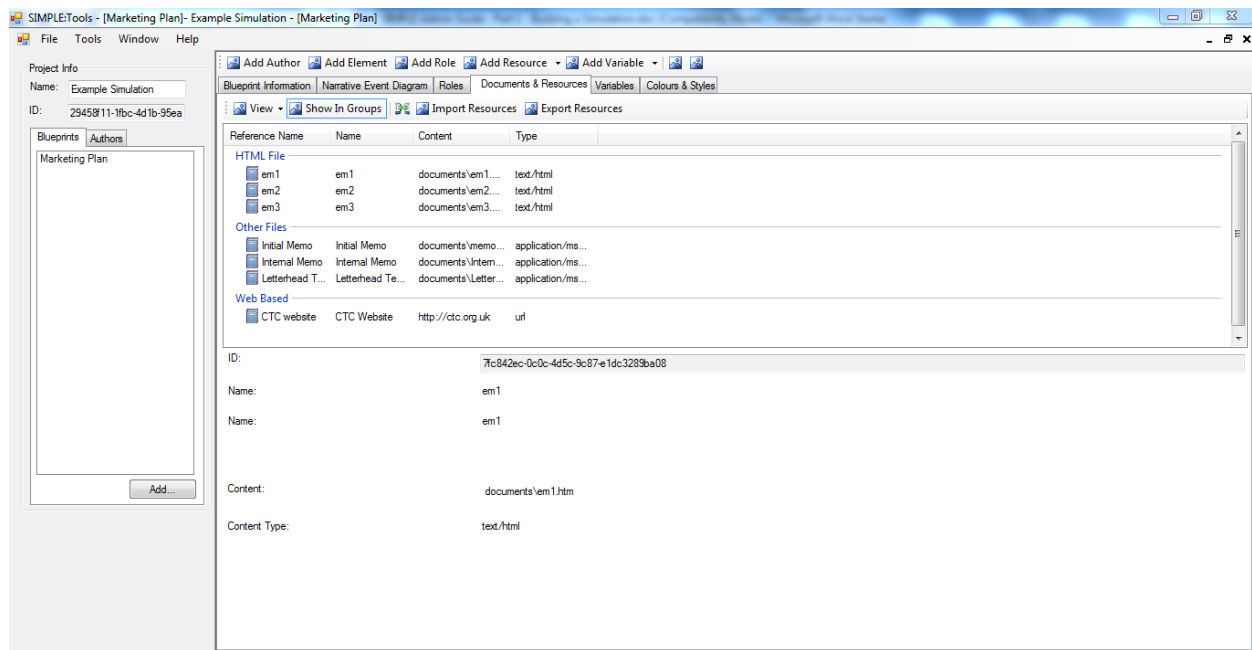 SIMPLE:Tools - [Marketing Plan]- Example Simulation - [Marketing Plan]
File Tools Window Help
Project Info
Name: Example Simulation
ID: 29458f11-1fbc-4d1b-95ea
Blueprints Authors
Marketing Plan
Add...
Add Author Add Element Add Role Add Resource Add Variable
Blueprint Information Narrative Event Diagram Roles Documents & Resources Variables Colours & Styles
View Show In Groups Import Resources Export Resources
Reference Name Name Content Type
HTML File
em1 em1 documents\em1.... text/html
em2 em2 documents\em2.... text/html
em3 em3 documents\em3.... text/html
Other Files
Initial Memo Initial Memo documents\memo... application/ms...
Internal Memo Internal Memo documents\Intern... application/ms...
Letterhead T... Letterhead Te... documents\Letter... application/ms...
Web Based
CTC website CTC Website http://ctc.org.uk url
ID: 7fc842ec-0c0c-4d5c-9c87-e1dc3289ba08
Name: em1
Name: em1
Content: documents\em1.htm
Content Type: text/html